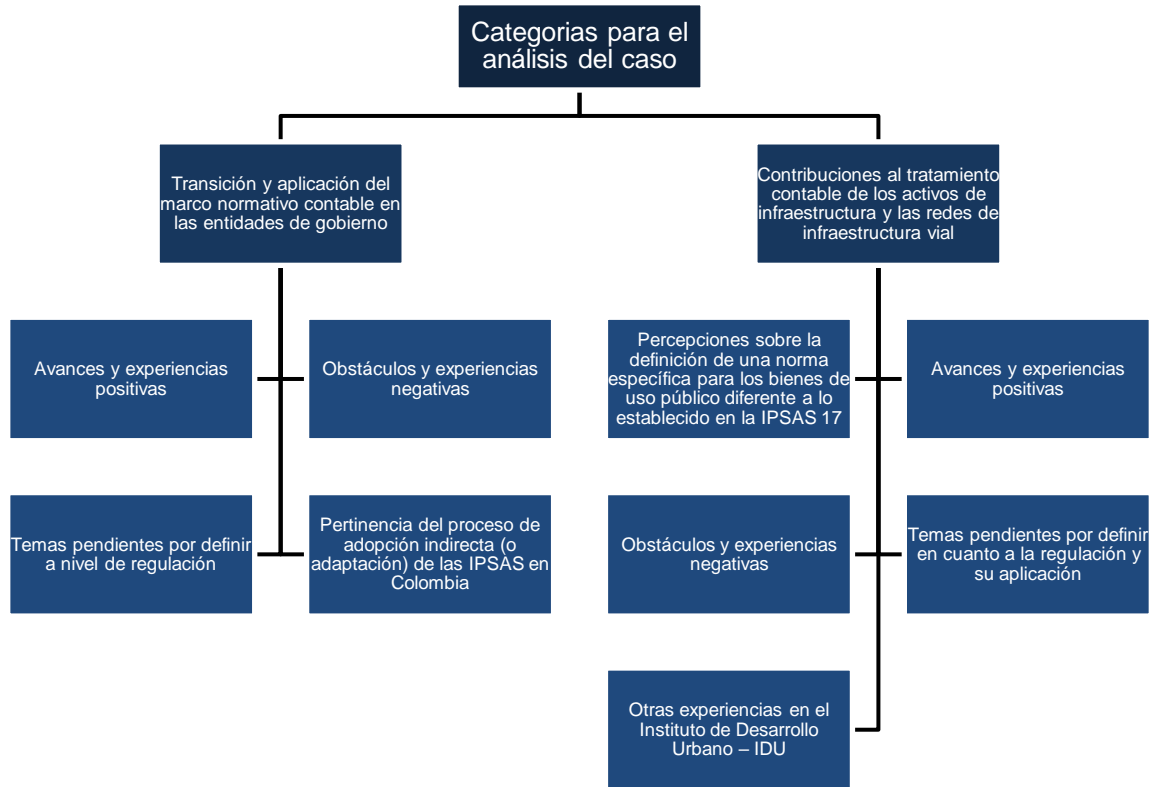 Categorias para el
análisis del caso
Transición y aplicación del
marco normativo contable en
las entidades de gobierno
Contribuciones al tratamiento
contable de los activos de
infraestructura y las redes de
infraestructura vial
Avances y experiencias
positivas
Obstáculos y experiencias
negativas
Temas pendientes por definir
a nivel de regulación
Pertinencia del proceso de
adopción indirecta (o
adaptación) de las IPSAS en
Colombia
Percepciones sobre la
definición de una norma
específica para los bienes de
uso público diferente a lo
establecido en la IPSAS 17
Avances y experiencias
positivas
Obstáculos y experiencias
negativas
Temas pendientes por definir
en cuanto a la regulación y
su aplicación
Otras experiencias en el
Instituto de Desarrollo
Urbano – IDU